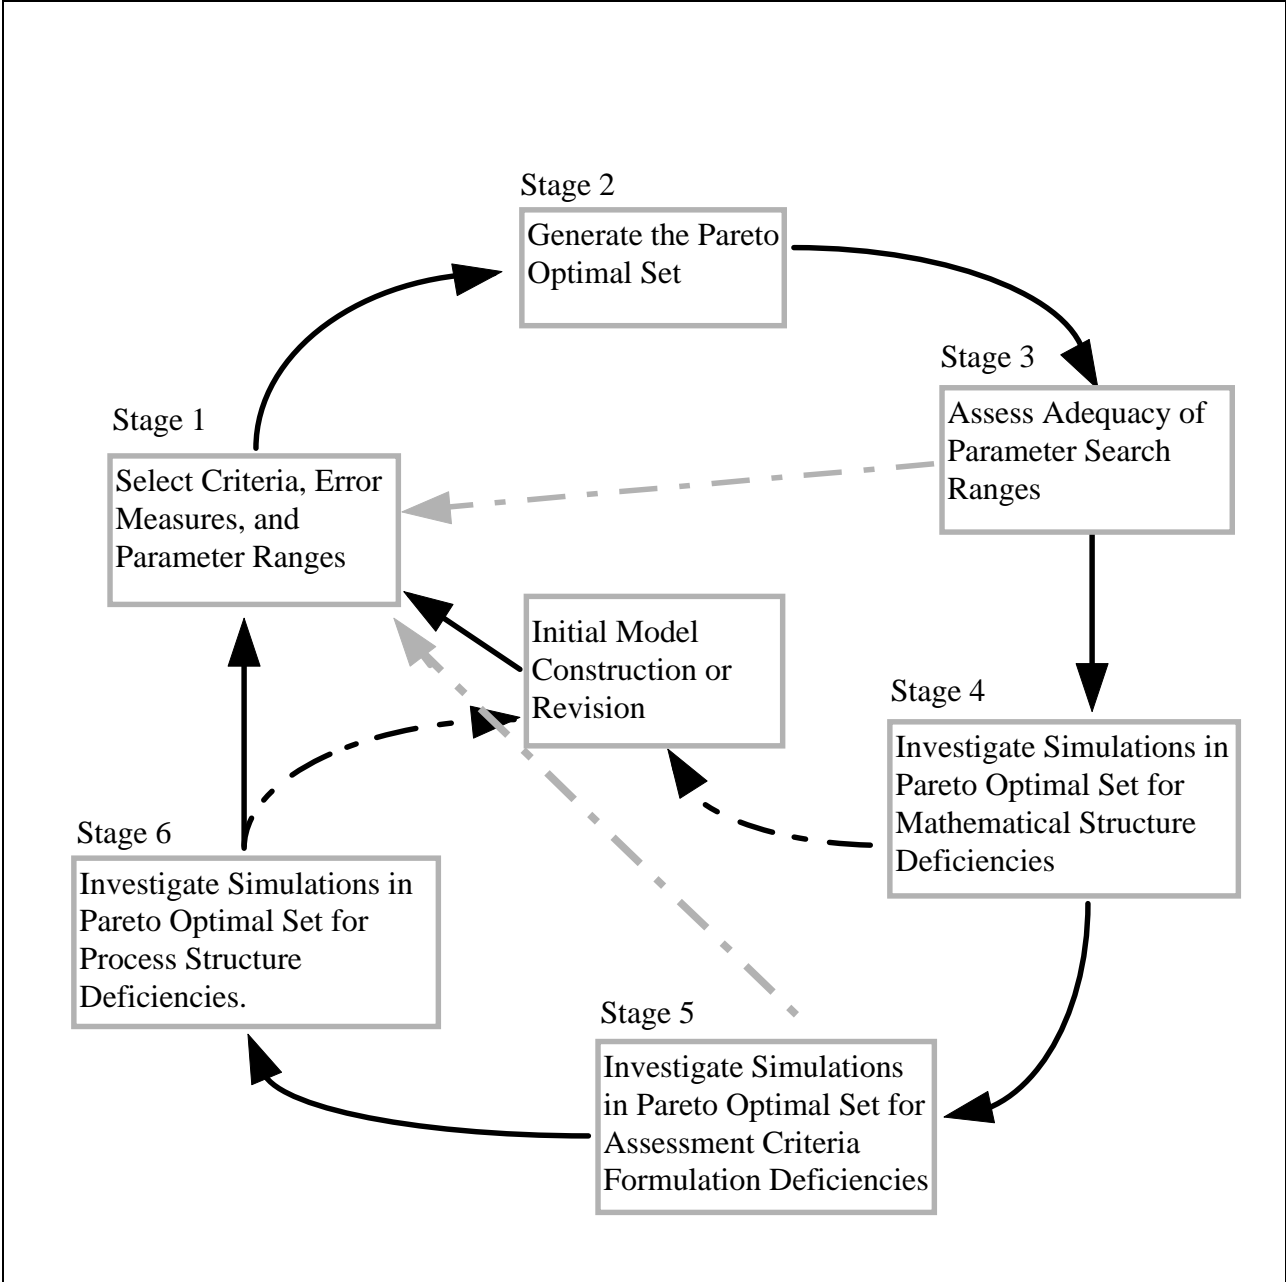 Stage 2
Generate the Pareto
Optimal Set
Stage 3
Assess Adequacy of
Parameter Search
Ranges
Stage 1
Select Criteria, Error
Measures, and
Parameter Ranges
Initial Model
Construction or
Revision
Stage 4
Investigate Simulations in
Pareto Optimal Set for
Mathematical Structure
Deficiencies
Stage 6
Investigate Simulations in
Pareto Optimal Set for
Process Structure
Deficiencies.
Stage 5
Investigate Simulations
in Pareto Optimal Set for
Assessment Criteria
Formulation Deficiencies